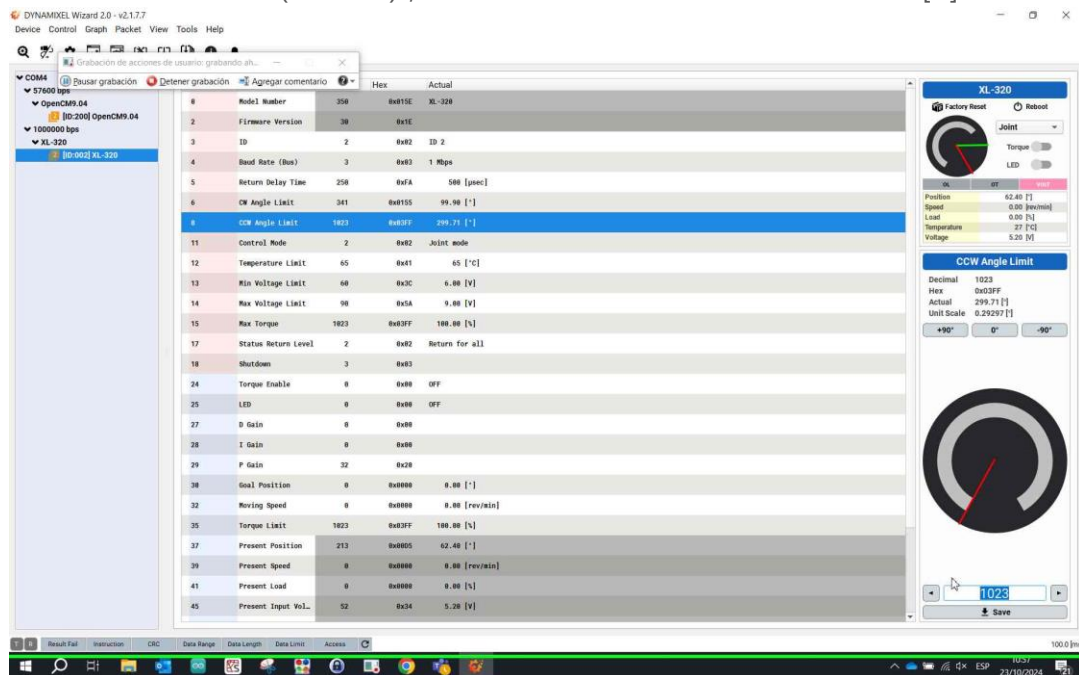 DYNAMIXEL Wizard 2.0 - v2.1.7.7
Device Control Graph Packet View Tools Help
Grabación de acciones de usuario: grabando ah...
Pausar grabación Detener grabación Agregar comentario
Hex Actual
COM4
57600 bps
OpenCM9.04
[ID:200] OpenCM9.04
1000000 bps
XL-320
[ID:002] XL-320
0 Model Number 350 0x015E XL-320
2 Firmware Version 30 0x1E
3 ID 2 0x02 ID 2
4 Baud Rate (Bus) 3 0x03 1 Mbps
5 Return Delay Time 250 0xFA 500 [μsec]
6 CW Angle Limit 341 0x0155 99.90 [°]
8 CCW Angle Limit 1023 0x03FF 299.71 [°]
11 Control Mode 2 0x02 Joint mode
12 Temperature Limit 65 0x41 65 [°C]
13 Min Voltage Limit 60 0x3C 6.00 [V]
14 Max Voltage Limit 90 0x5A 9.00 [V]
15 Max Torque 1023 0x03FF 100.00 [%]
17 Status Return Level 2 0x02 Return for all
18 Shutdown 3 0x03
24 Torque Enable 0 0x00 OFF
25 LED 0 0x00 OFF
27 D Gain 0 0x00
28 I Gain 0 0x00
29 P Gain 32 0x20
30 Goal Position 0 0x0000 0.00 [°]
32 Moving Speed 0 0x0000 0.00 [rev/min]
35 Torque Limit 1023 0x03FF 100.00 [%]
37 Present Position 213 0x00D5 62.40 [°]
39 Present Speed 0 0x0000 0.00 [rev/min]
41 Present Load 0 0x0000 0.00 [%]
45 Present Input Vol… 52 0x34 5.20 [V]
XL-320
Factory Reset Reboot
Joint
Torque
LED
OL OT VOLT
Position 62.40 [°]
Speed 0.00 [rev/min]
Load 0.00 [%]
Temperature 27 [°C]
Voltage 5.20 [V]
CCW Angle Limit
Decimal 1023
Hex 0x03FF
Actual 299.71 [°]
Unit Scale 0.29297 [°]
+90° 0° -90°
1023
Save
T R Result Fail Instruction CRC Data Range Data Length Data Limit Access
ESP
10:57
23/10/2024
21